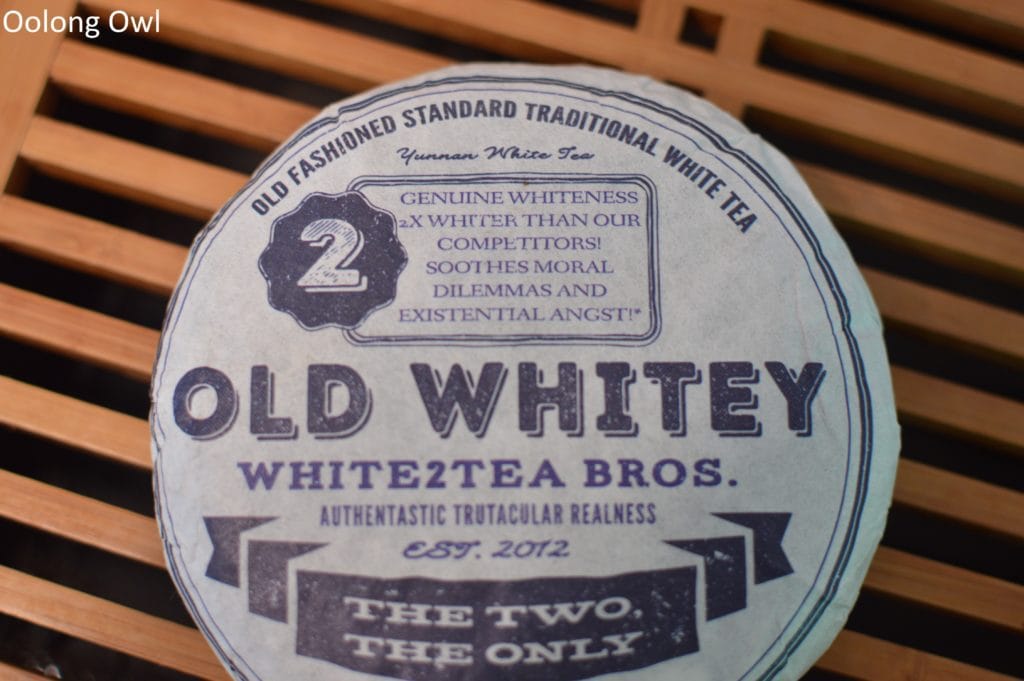 Oolong Owl
OLD FASHIONED STANDARD TRADITIONAL WHITE TEA
Yunnan White Tea
2
GENUINE WHITENESS
2X WHITER THAN OUR
COMPETITORS!
SOOTHES MORAL
DILEMMAS AND
EXISTENTIAL ANGST!*
OLD WHITEY
WHITE2TEA BROS.
AUTHENTASTIC TRUTACULAR REALNESS
EST. 2012
THE TWO,
THE ONLY